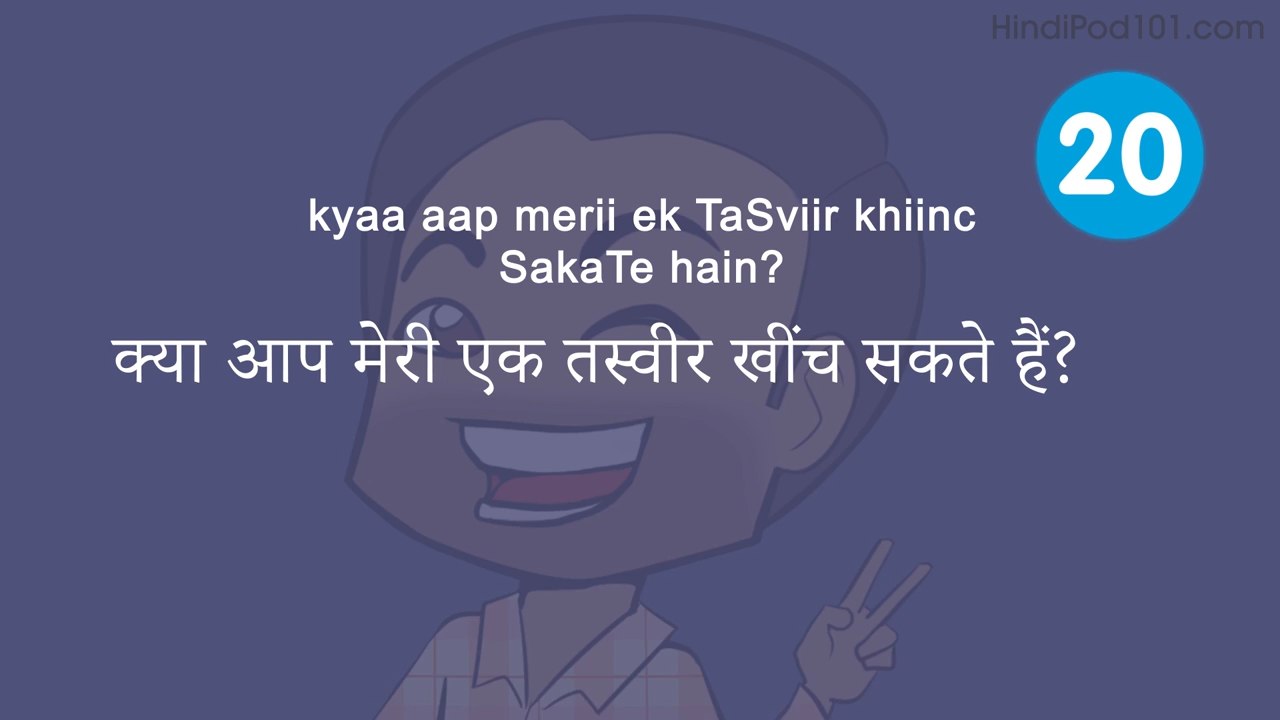 HindiPod101.com
20
kyaa aap merii ek TaSviir khiinc
SakaTe hain?
क्या आप मेरी एक तस्वीर खींच सकते हैं?